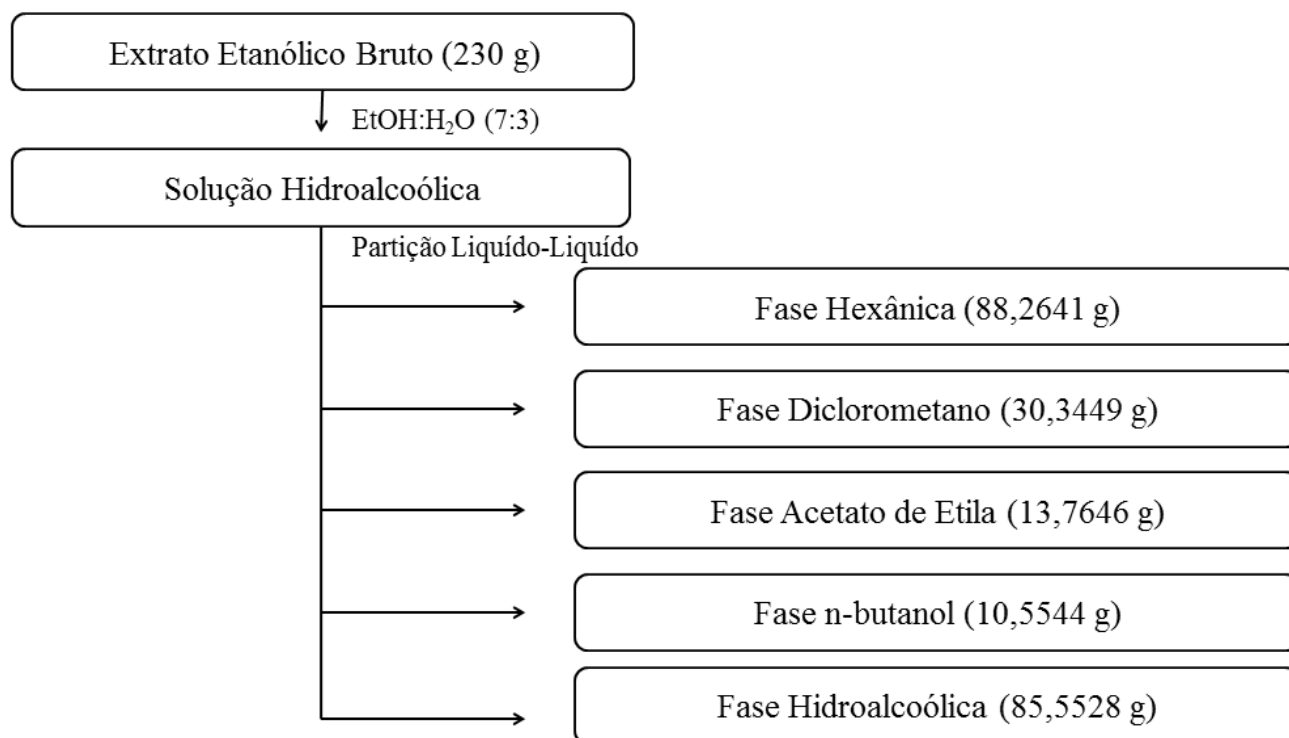 Extrato Etanólico Bruto (230 g)
EtOH:H₂O (7:3)
Solução Hidroalcoólica
Partição Liquído-Liquído
Fase Hexânica (88,2641 g)
Fase Diclorometano (30,3449 g)
Fase Acetato de Etila (13,7646 g)
Fase n-butanol (10,5544 g)
Fase Hidroalcoólica (85,5528 g)